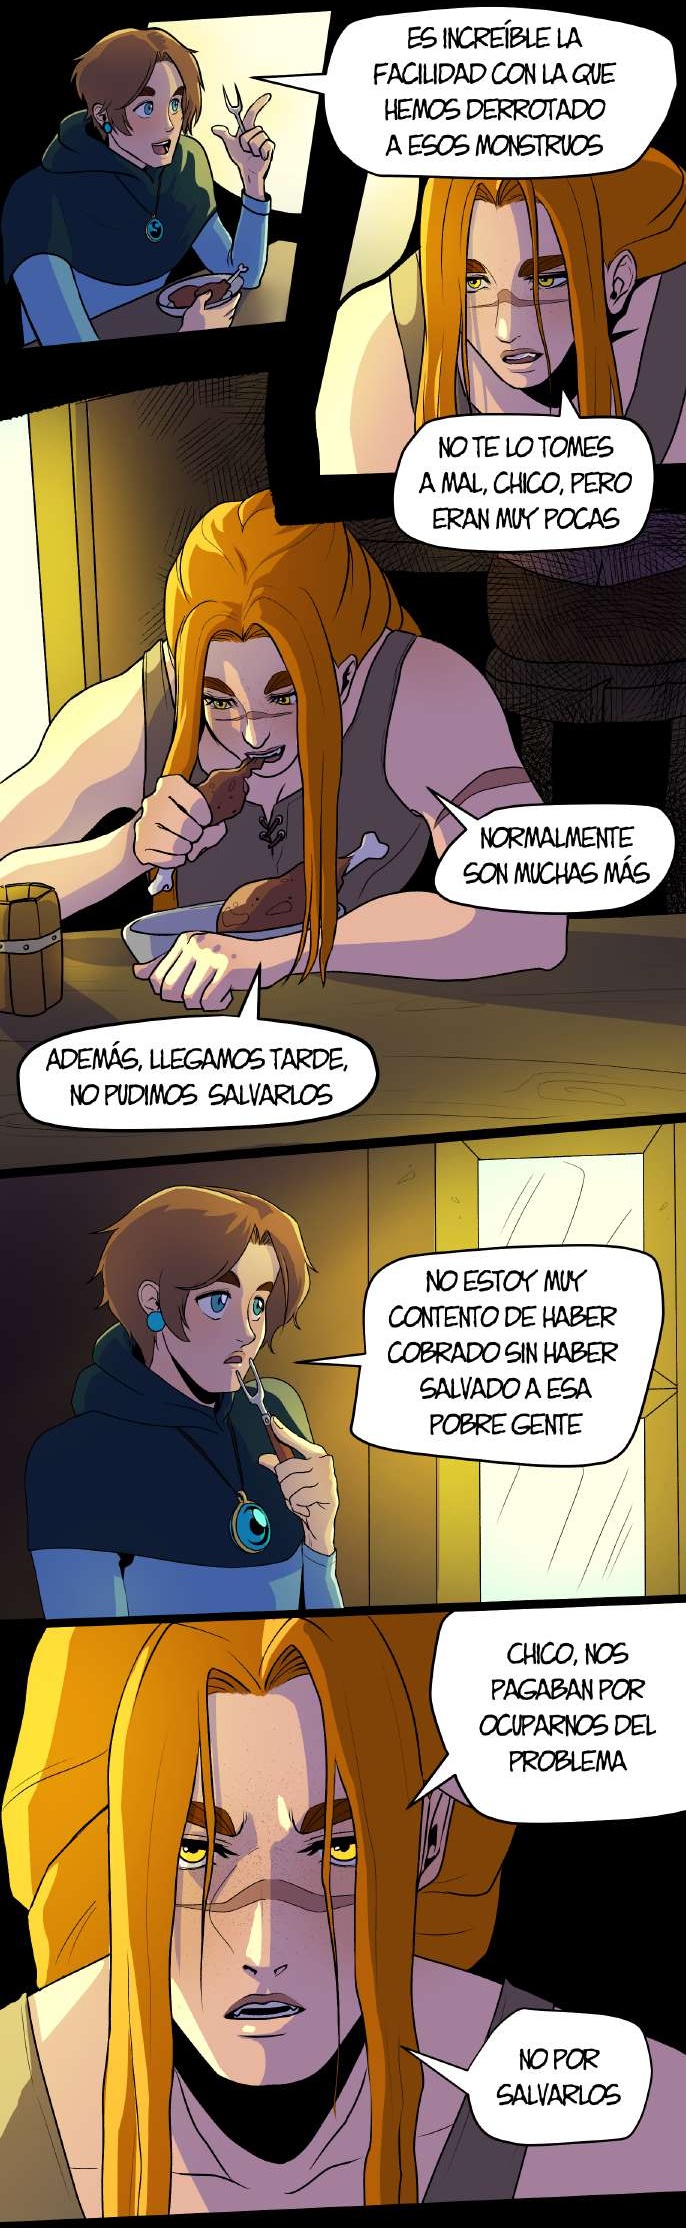 ES INCREÍBLE LA
FACILIDAD CON LA QUE
HEMOS DERROTADO
A ESOS MONSTRUOS
NO TE LO TOMES
A MAL, CHICO, PERO
ERAN MUY POCAS
NORMALMENTE
SON MUCHAS MÁS
ADEMÁS, LLEGAMOS TARDE,
NO PUDIMOS SALVARLOS
NO ESTOY MUY
CONTENTO DE HABER
COBRADO SIN HABER
SALVADO A ESA
POBRE GENTE
CHICO, NOS
PAGABAN POR
OCUPARNOS DEL
PROBLEMA
NO POR
SALVARLOS